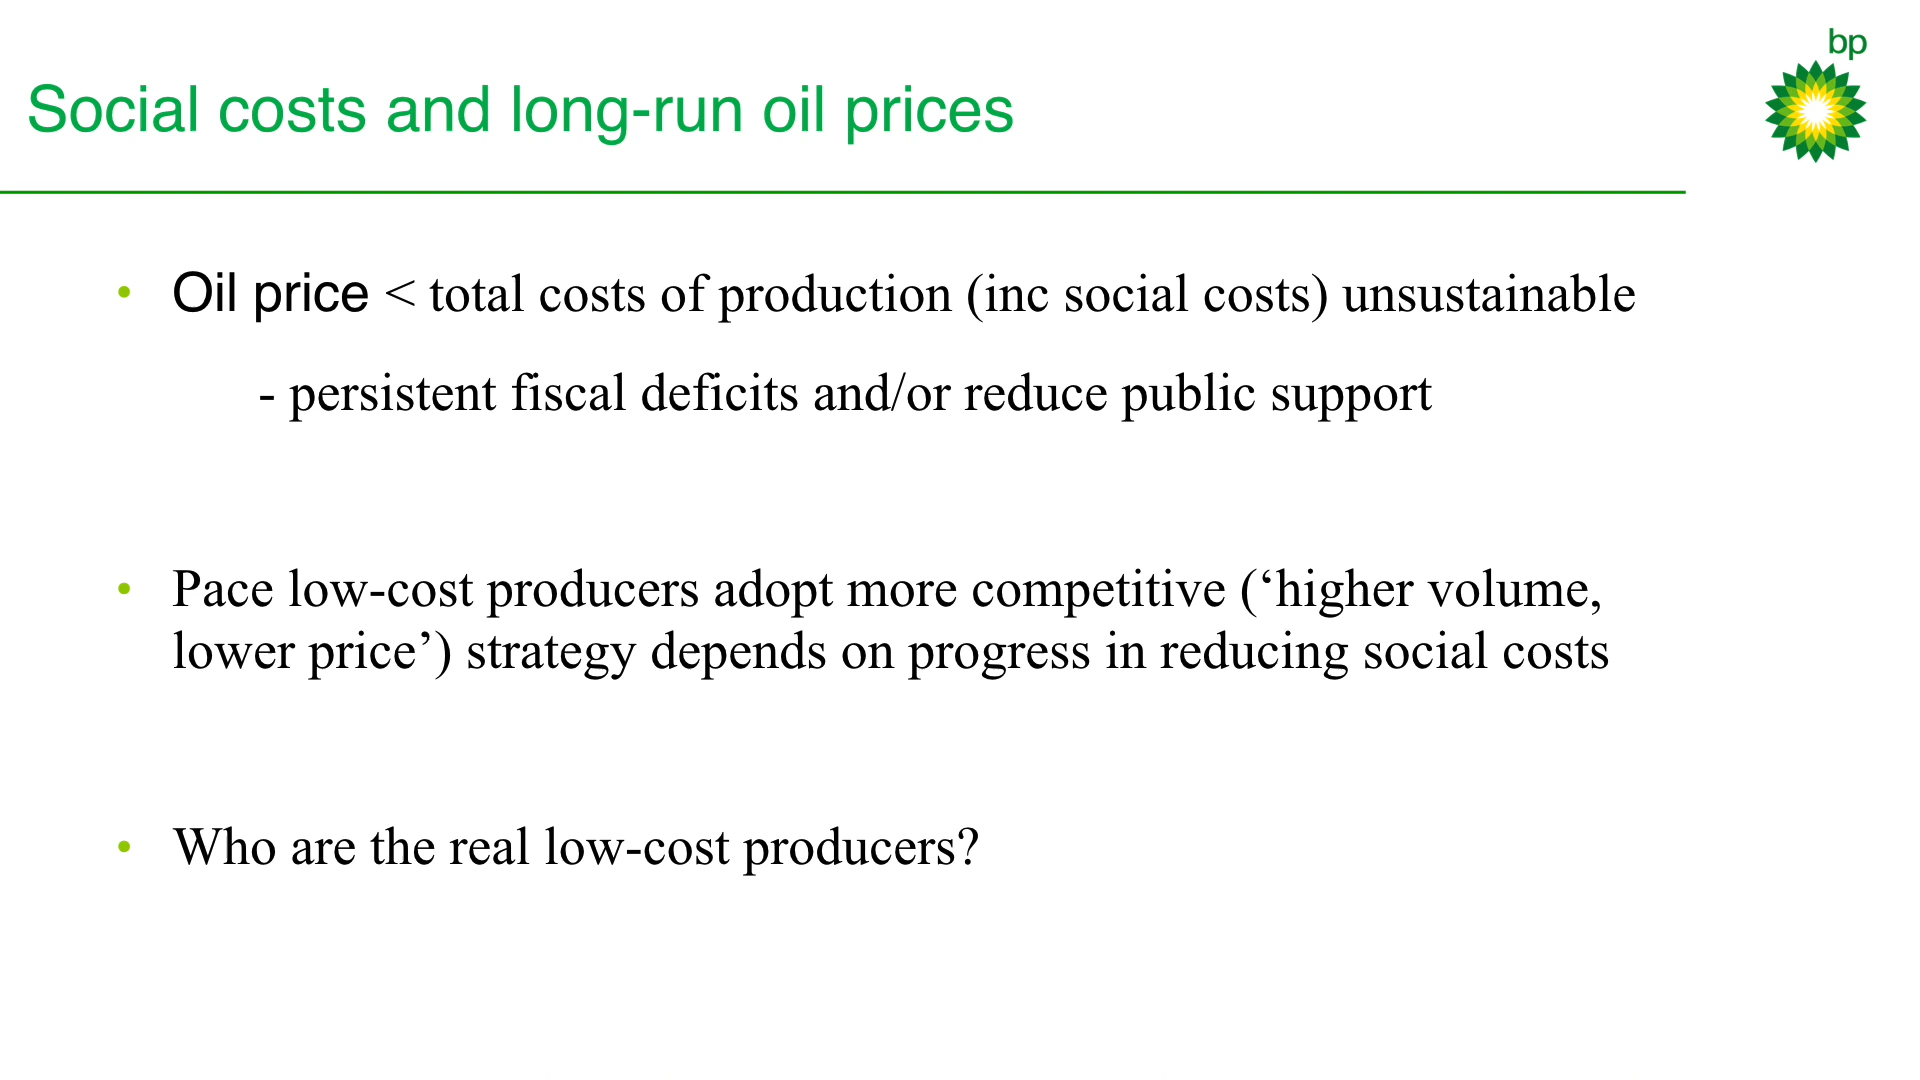 bp
Social costs and long-run oil prices
• Oil price < total costs of production (inc social costs) unsustainable
- persistent fiscal deficits and/or reduce public support
• Pace low-cost producers adopt more competitive (‘higher volume,
lower price’) strategy depends on progress in reducing social costs
• Who are the real low-cost producers?